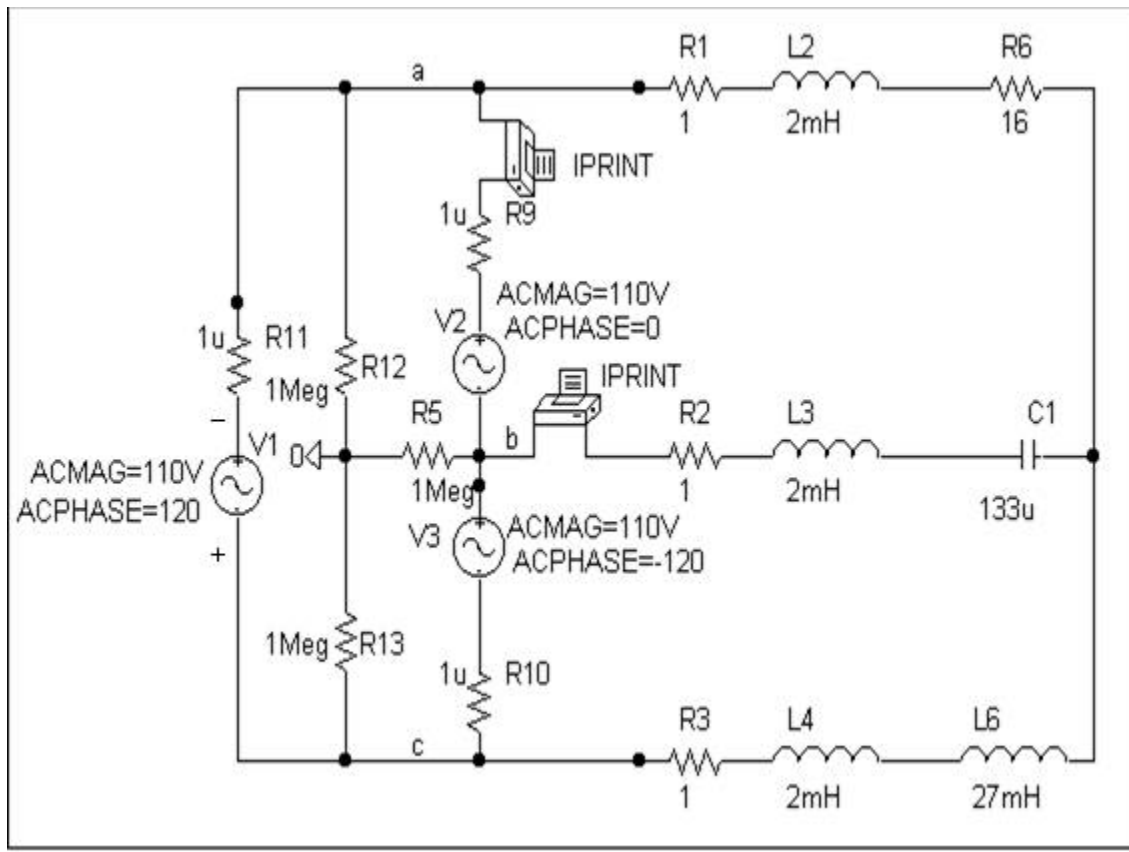 R1 L2 R6
a
1 2mH 16
IPRINT
1u R9
ACMAG=110V
ACPHASE=0
V2
1u R11
R12
1Meg
IPRINT
R5 b R2 L3 C1
− V1 0
ACMAG=110V
ACPHASE=120
1Meg 1 2mH 133u
+
V3 ACMAG=110V
ACPHASE=-120
1Meg R13
1u R10
c R3 L4 L6
1 2mH 27mH